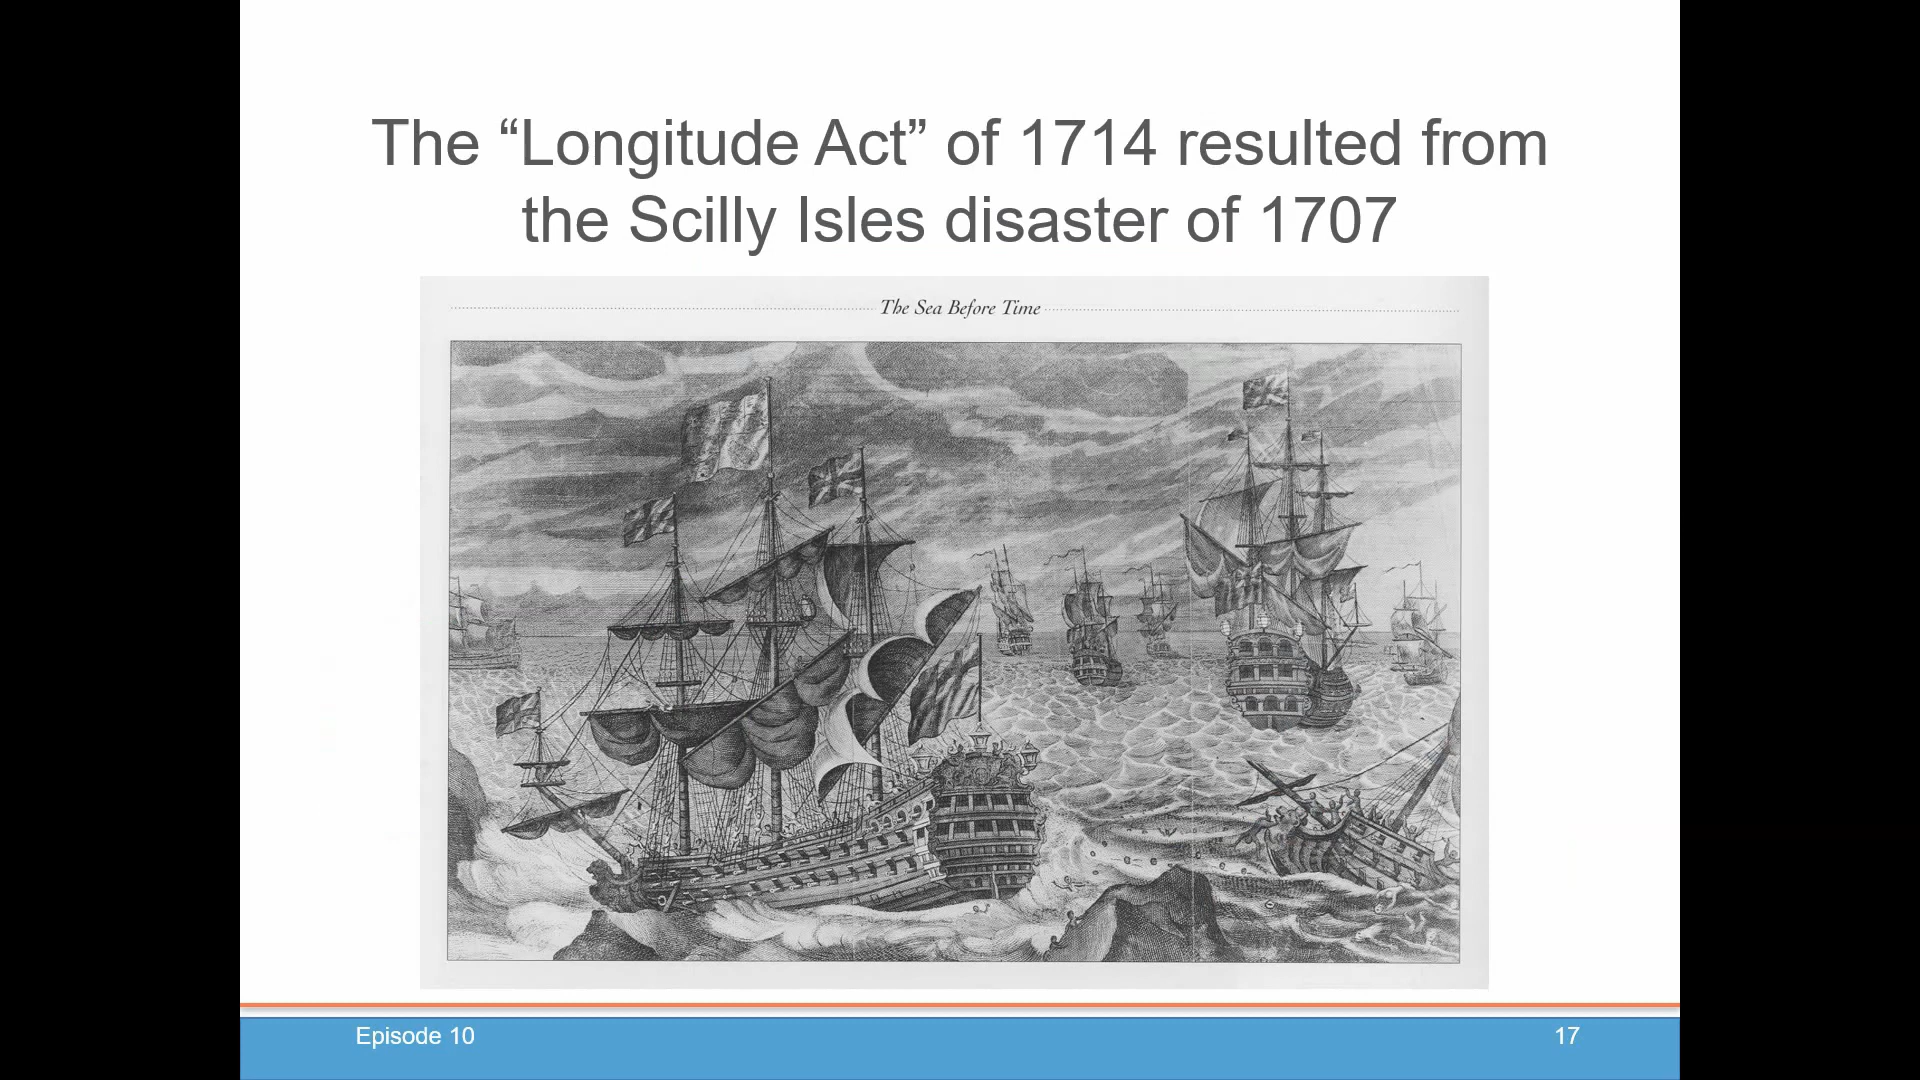 The “Longitude Act” of 1714 resulted from
the Scilly Isles disaster of 1707
The Sea Before Time
Episode 10
17